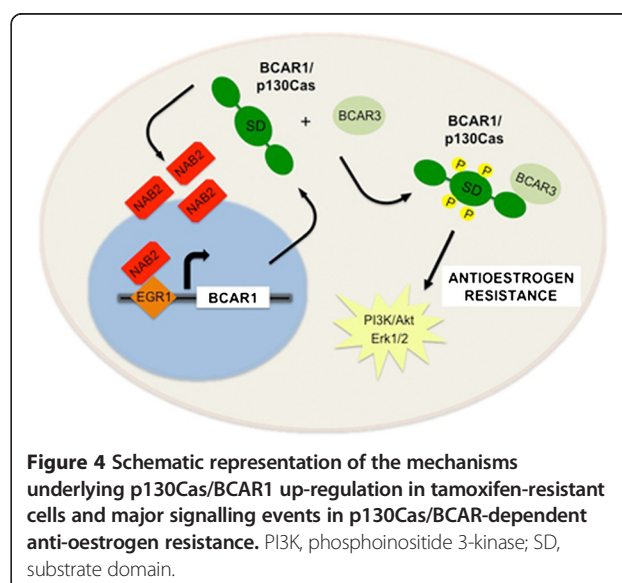 BCAR1/
p130Cas
SD
+
BCAR3
BCAR1/
p130Cas
P
P
SD
BCAR3
P
P
NAB2
NAB2
NAB2
NAB2
EGR1
BCAR1
ANTIOESTROGEN
RESISTANCE
PI3K/Akt
Erk1/2
Figure 4 Schematic representation of the mechanisms
underlying p130Cas/BCAR1 up-regulation in tamoxifen-resistant
cells and major signalling events in p130Cas/BCAR-dependent
anti-oestrogen resistance. PI3K, phosphoinositide 3-kinase; SD,
substrate domain.